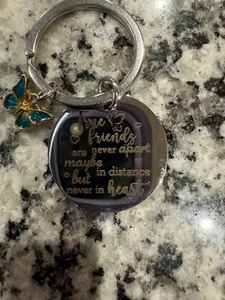 True
friends
are never apart
maybe
in distance
but
never in heart